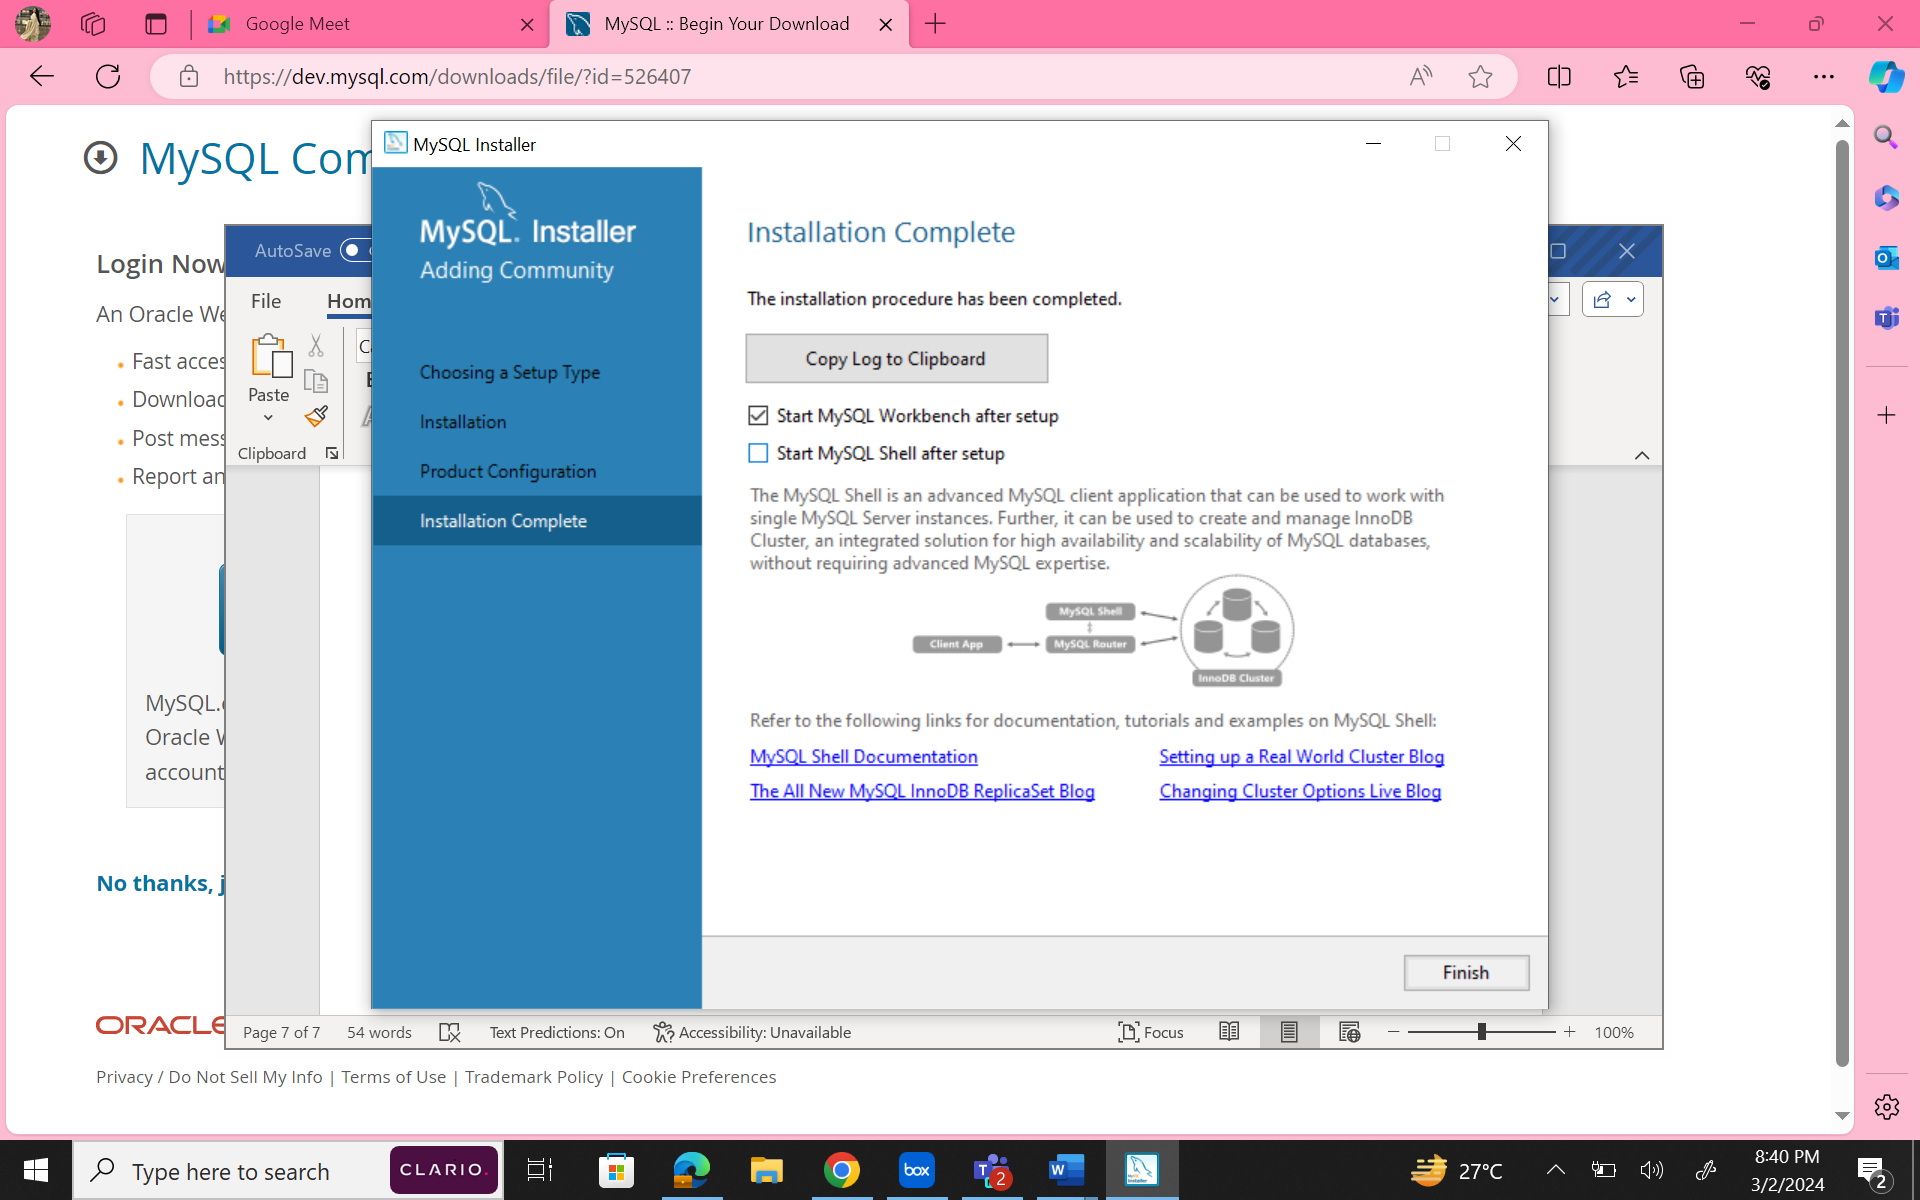 Google Meet
MySQL :: Begin Your Download
https://dev.mysql.com/downloads/file/?id=526407
MySQL Com
Login Now
An Oracle We
Fast acces
Download
Post mess
Report an
MySQL.
Oracle W
account
No thanks, j
ORACLE
Privacy / Do Not Sell My Info | Terms of Use | Trademark Policy | Cookie Preferences
AutoSave
File
Hom
Paste
Clipboard
MySQL Installer
MySQL. Installer
Adding Community
Choosing a Setup Type
Installation
Product Configuration
Installation Complete
Installation Complete
The installation procedure has been completed.
Copy Log to Clipboard
Start MySQL Workbench after setup
Start MySQL Shell after setup
The MySQL Shell is an advanced MySQL client application that can be used to work with
single MySQL Server instances. Further, it can be used to create and manage InnoDB
Cluster, an integrated solution for high availability and scalability of MySQL databases,
without requiring advanced MySQL expertise.
MySQL Shell
Client App
MySQL Router
InnoDB Cluster
Refer to the following links for documentation, tutorials and examples on MySQL Shell:
MySQL Shell Documentation
Setting up a Real World Cluster Blog
The All New MySQL InnoDB ReplicaSet Blog
Changing Cluster Options Live Blog
Finish
Page 7 of 7
54 words
Text Predictions: On
Accessibility: Unavailable
Focus
100%
Type here to search
CLARIO.
box
2
27°C
8:40 PM
3/2/2024
2